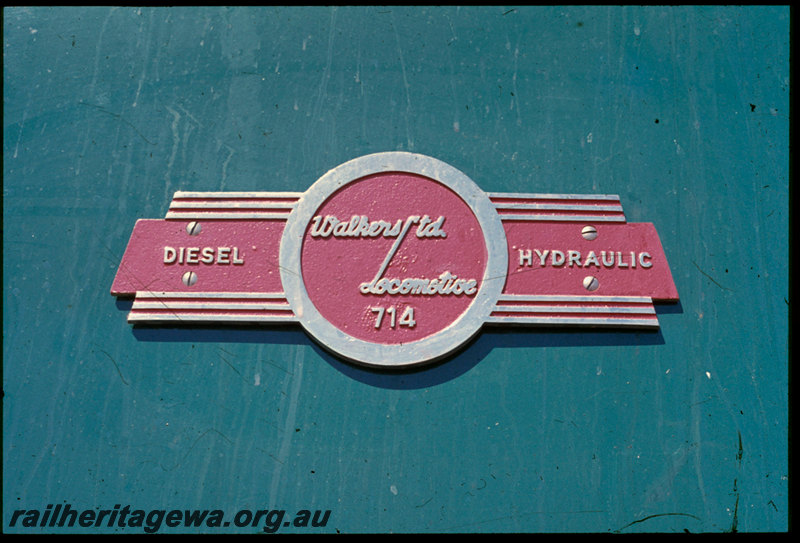 Walkers Ltd.
DIESEL HYDRAULIC
Locomotive
714
railheritagewa.org.au